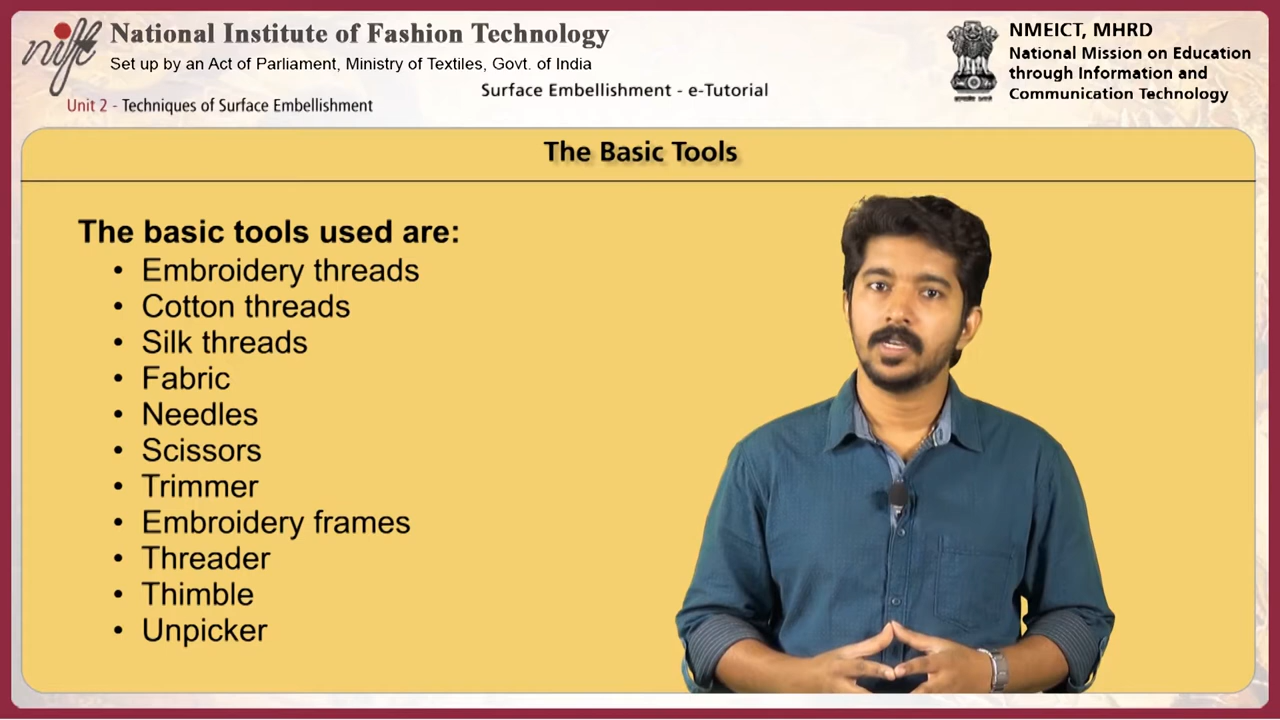 nift
National Institute of Fashion Technology
Set up by an Act of Parliament, Ministry of Textiles, Govt. of India
Unit 2 - Techniques of Surface Embellishment
Surface Embellishment - e-Tutorial
NMEICT, MHRD
National Mission on Education
through Information and
Communication Technology
The Basic Tools
The basic tools used are:
• Embroidery threads
• Cotton threads
• Silk threads
• Fabric
• Needles
• Scissors
• Trimmer
• Embroidery frames
• Threader
• Thimble
• Unpicker